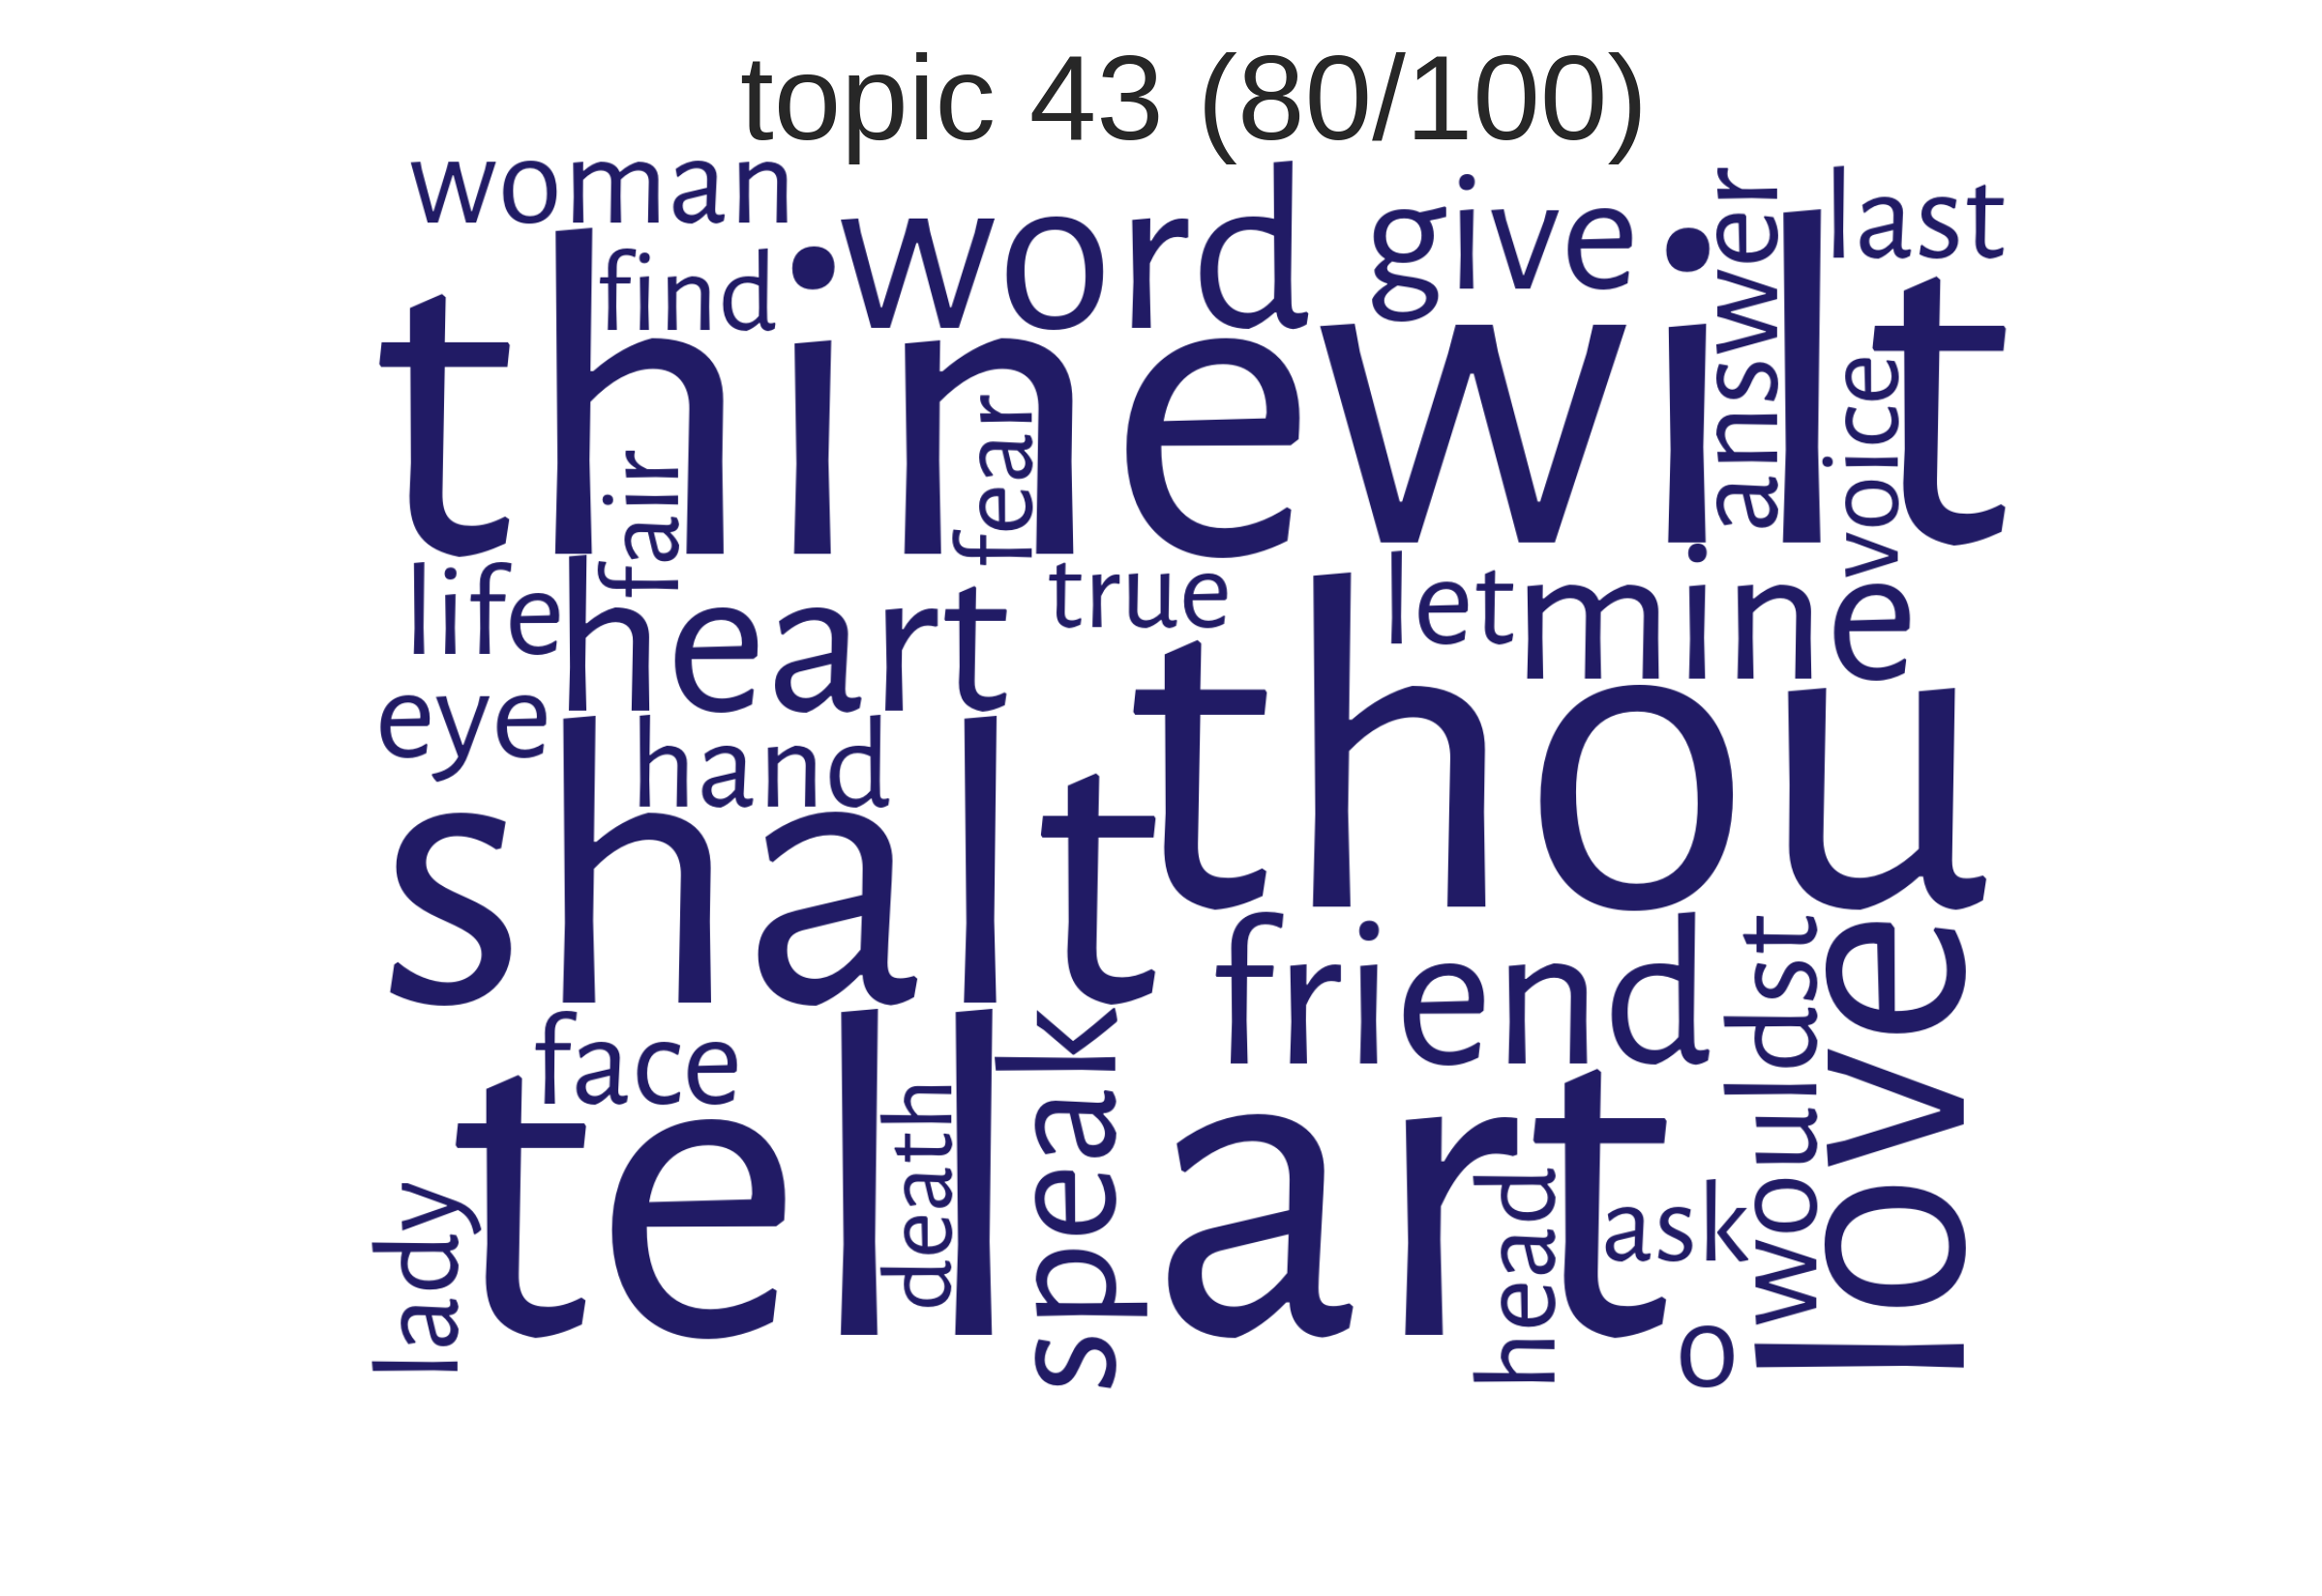 topic 43 (80/100)
woman
word
give
answer
last
find
thine
wilt
voice
fair
fear
life
heart
true
let
mine
eye
hand
thou
shalt
friend
wouldst
love
face
death
speak
lady
tell
art
head
ask
o